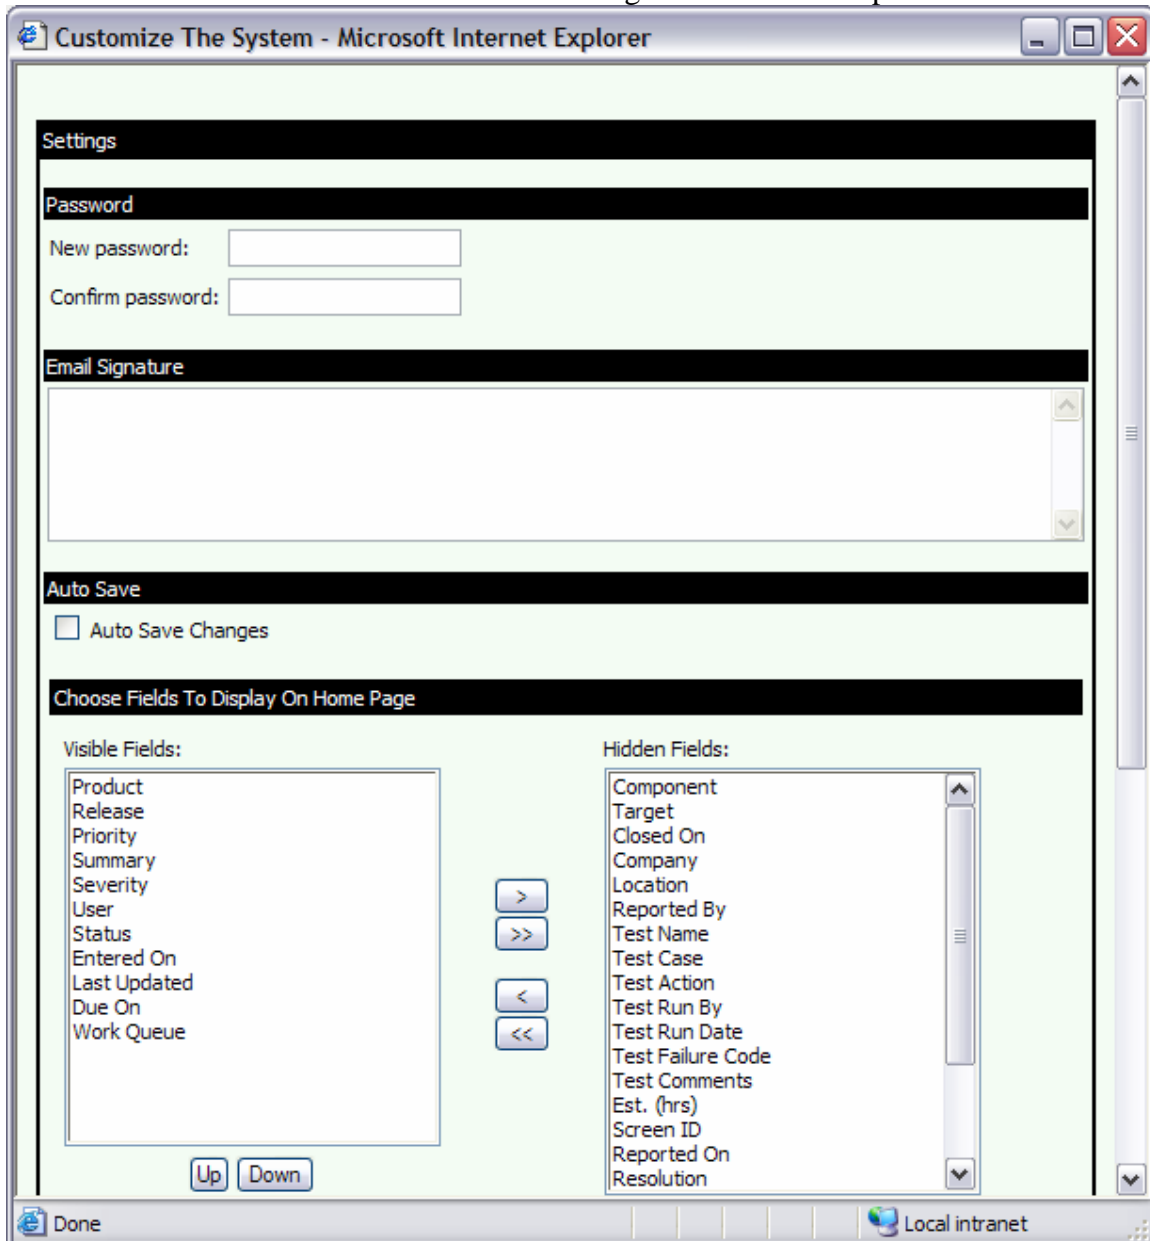 Customize The System - Microsoft Internet Explorer
Settings
Password
New password:
Confirm password:
Email Signature
Auto Save
Auto Save Changes
Choose Fields To Display On Home Page
Visible Fields:
Product
Release
Priority
Summary
Severity
User
Status
Entered On
Last Updated
Due On
Work Queue
Up Down
>
>>
<
<<
Hidden Fields:
Component
Target
Closed On
Company
Location
Reported By
Test Name
Test Case
Test Action
Test Run By
Test Run Date
Test Failure Code
Test Comments
Est. (hrs)
Screen ID
Reported On
Resolution
Done Local intranet